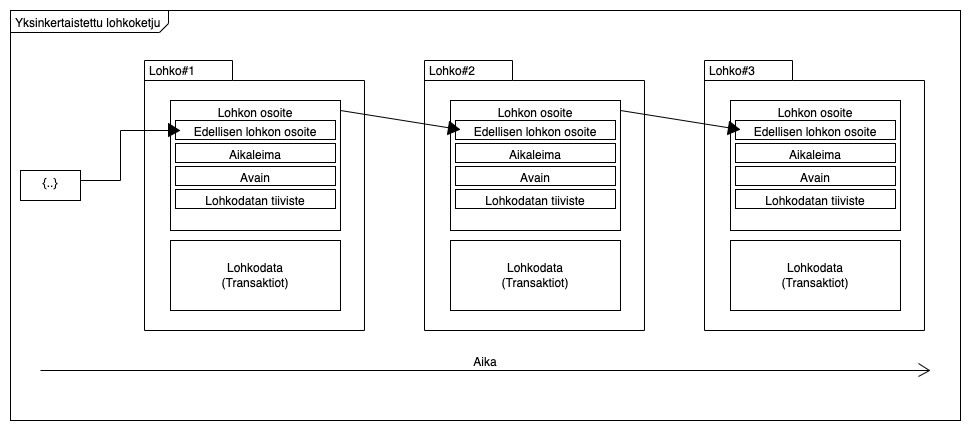 Yksinkertaistettu lohkoketju
Lohko#1
Lohkon osoite
Edellisen lohkon osoite
Aikaleima
Avain
Lohkodatan tiiviste
Lohkodata
(Transaktiot)
{..}
Lohko#2
Lohkon osoite
Edellisen lohkon osoite
Aikaleima
Avain
Lohkodatan tiiviste
Lohkodata
(Transaktiot)
Lohko#3
Lohkon osoite
Edellisen lohkon osoite
Aikaleima
Avain
Lohkodatan tiiviste
Lohkodata
(Transaktiot)
Aika